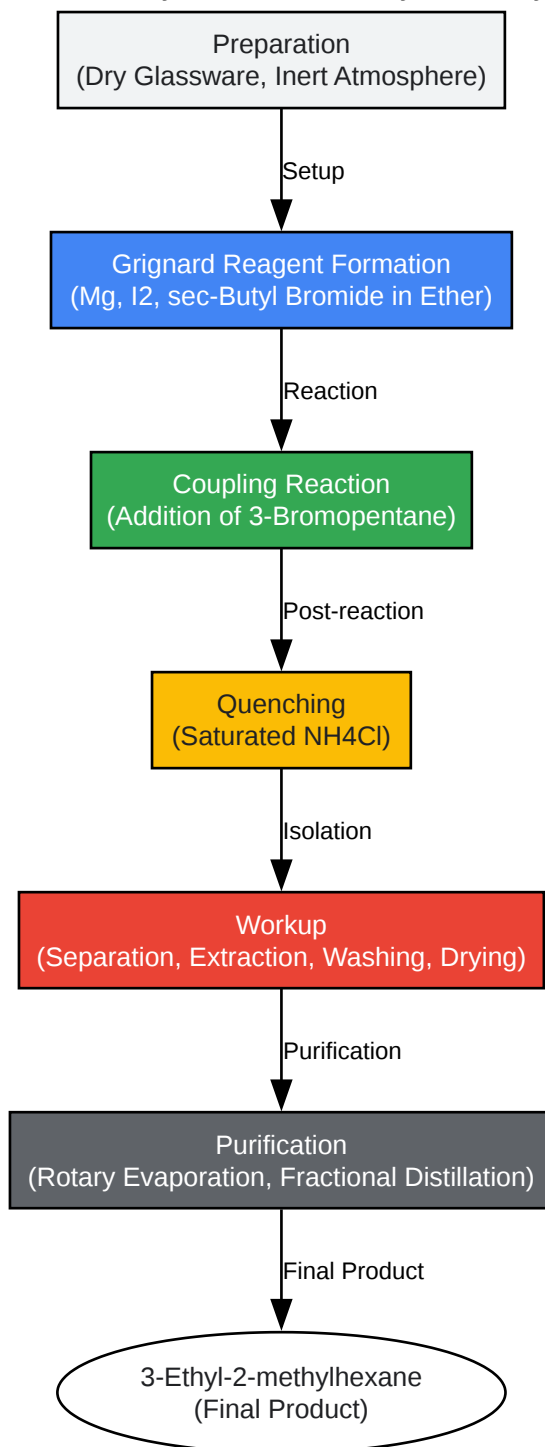 Preparation
(Dry Glassware, Inert Atmosphere)
Setup
Grignard Reagent Formation
(Mg, I2, sec-Butyl Bromide in Ether)
Reaction
Coupling Reaction
(Addition of 3-Bromopentane)
Post-reaction
Quenching
(Saturated NH4Cl)
Isolation
Workup
(Separation, Extraction, Washing, Drying)
Purification
Purification
(Rotary Evaporation, Fractional Distillation)
Final Product
3-Ethyl-2-methylhexane
(Final Product)